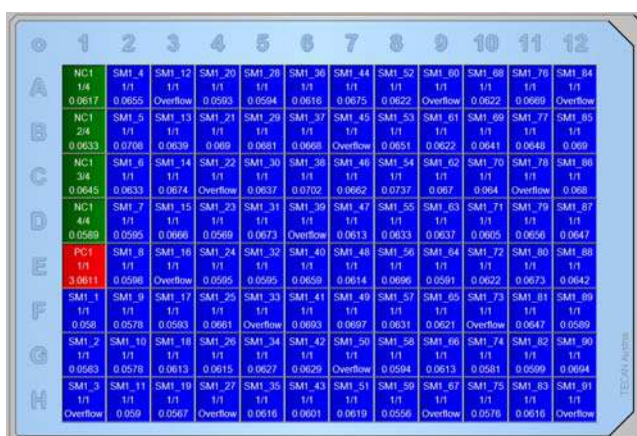 1 2 3 4 5 6 7 8 9 10 11 12
A
NC1 SM1_4 SM1_12 SM1_20 SM1_28 SM1_36 SM1_44 SM1_52 SM1_60 SM1_68 SM1_76 SM1_84
1/4 1/1 1/1 1/1 1/1 1/1 1/1 1/1 1/1 1/1 1/1 1/1
0.0617 0.0655 Overflow 0.0593 0.0594 0.0616 0.0675 0.0622 Overflow 0.0622 0.0669 Overflow
B
NC1 SM1_5 SM1_13 SM1_21 SM1_29 SM1_37 SM1_45 SM1_53 SM1_61 SM1_69 SM1_77 SM1_85
2/4 1/1 1/1 1/1 1/1 1/1 1/1 1/1 1/1 1/1 1/1 1/1
0.0633 0.0708 0.0639 0.069 0.0681 0.0668 Overflow 0.0651 0.0622 0.0641 0.0648 0.069
C
NC1 SM1_6 SM1_14 SM1_22 SM1_30 SM1_38 SM1_46 SM1_54 SM1_62 SM1_70 SM1_78 SM1_86
3/4 1/1 1/1 1/1 1/1 1/1 1/1 1/1 1/1 1/1 1/1 1/1
0.0645 0.0633 0.0674 Overflow 0.0637 0.0702 0.0662 0.0737 0.067 0.064 Overflow 0.068
D
NC1 SM1_7 SM1_15 SM1_23 SM1_31 SM1_39 SM1_47 SM1_55 SM1_63 SM1_71 SM1_79 SM1_87
4/4 1/1 1/1 1/1 1/1 1/1 1/1 1/1 1/1 1/1 1/1 1/1
0.0589 0.0595 0.0666 0.0569 0.0673 Overflow 0.0613 0.0633 0.0637 0.0605 0.0656 0.0647
E
PC1 SM1_8 SM1_16 SM1_24 SM1_32 SM1_40 SM1_48 SM1_56 SM1_64 SM1_72 SM1_80 SM1_88
1/1 1/1 1/1 1/1 1/1 1/1 1/1 1/1 1/1 1/1 1/1 1/1
3.0611 0.0596 Overflow 0.0595 0.0595 0.0659 0.0614 0.0696 0.0591 0.0622 0.0673 0.0642
F
SM1_1 SM1_9 SM1_17 SM1_25 SM1_33 SM1_41 SM1_49 SM1_57 SM1_65 SM1_73 SM1_81 SM1_89
1/1 1/1 1/1 1/1 1/1 1/1 1/1 1/1 1/1 1/1 1/1 1/1
0.058 0.0578 0.0593 0.0661 Overflow 0.0693 0.0697 0.0631 0.0621 Overflow 0.0647 0.0589
G
SM1_2 SM1_10 SM1_18 SM1_26 SM1_34 SM1_42 SM1_50 SM1_58 SM1_66 SM1_74 SM1_82 SM1_90
1/1 1/1 1/1 1/1 1/1 1/1 1/1 1/1 1/1 1/1 1/1 1/1
0.0583 0.0578 0.0613 0.0615 0.0627 0.0629 Overflow 0.0594 0.0613 0.0581 0.0599 0.0694
H
SM1_3 SM1_11 SM1_19 SM1_27 SM1_35 SM1_43 SM1_51 SM1_59 SM1_67 SM1_75 SM1_83 SM1_91
1/1 1/1 1/1 1/1 1/1 1/1 1/1 1/1 1/1 1/1 1/1 1/1
Overflow 0.059 0.0567 Overflow 0.0616 0.0601 0.0619 0.0556 Overflow 0.0576 0.0616 Overflow
TECAN Austria